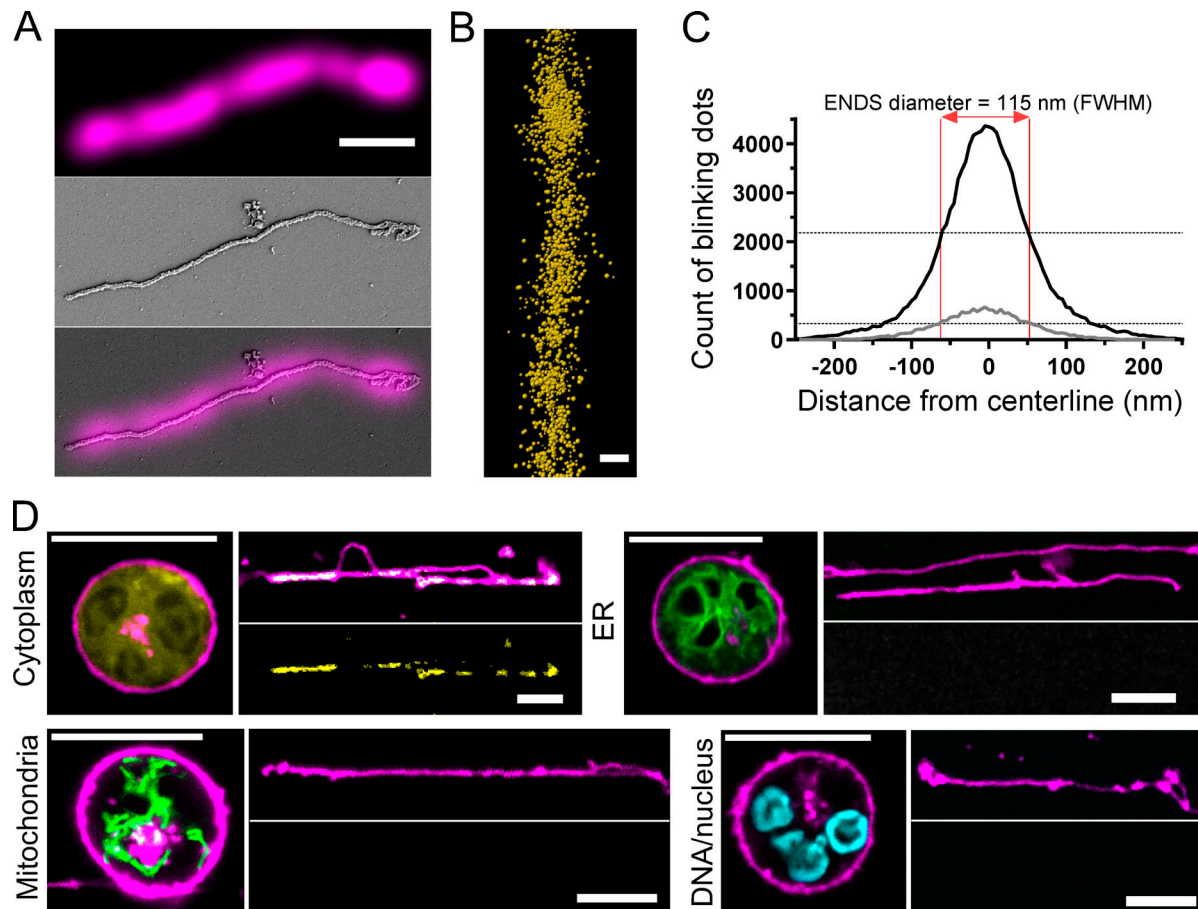 A
B
C
ENDS diameter = 115 nm (FWHM)
Count of blinking dots
4000
3000
2000
1000
0
-200 -100 0 100 200
Distance from centerline (nm)
D
Cytoplasm
ER
Mitochondria
DNA/nucleus